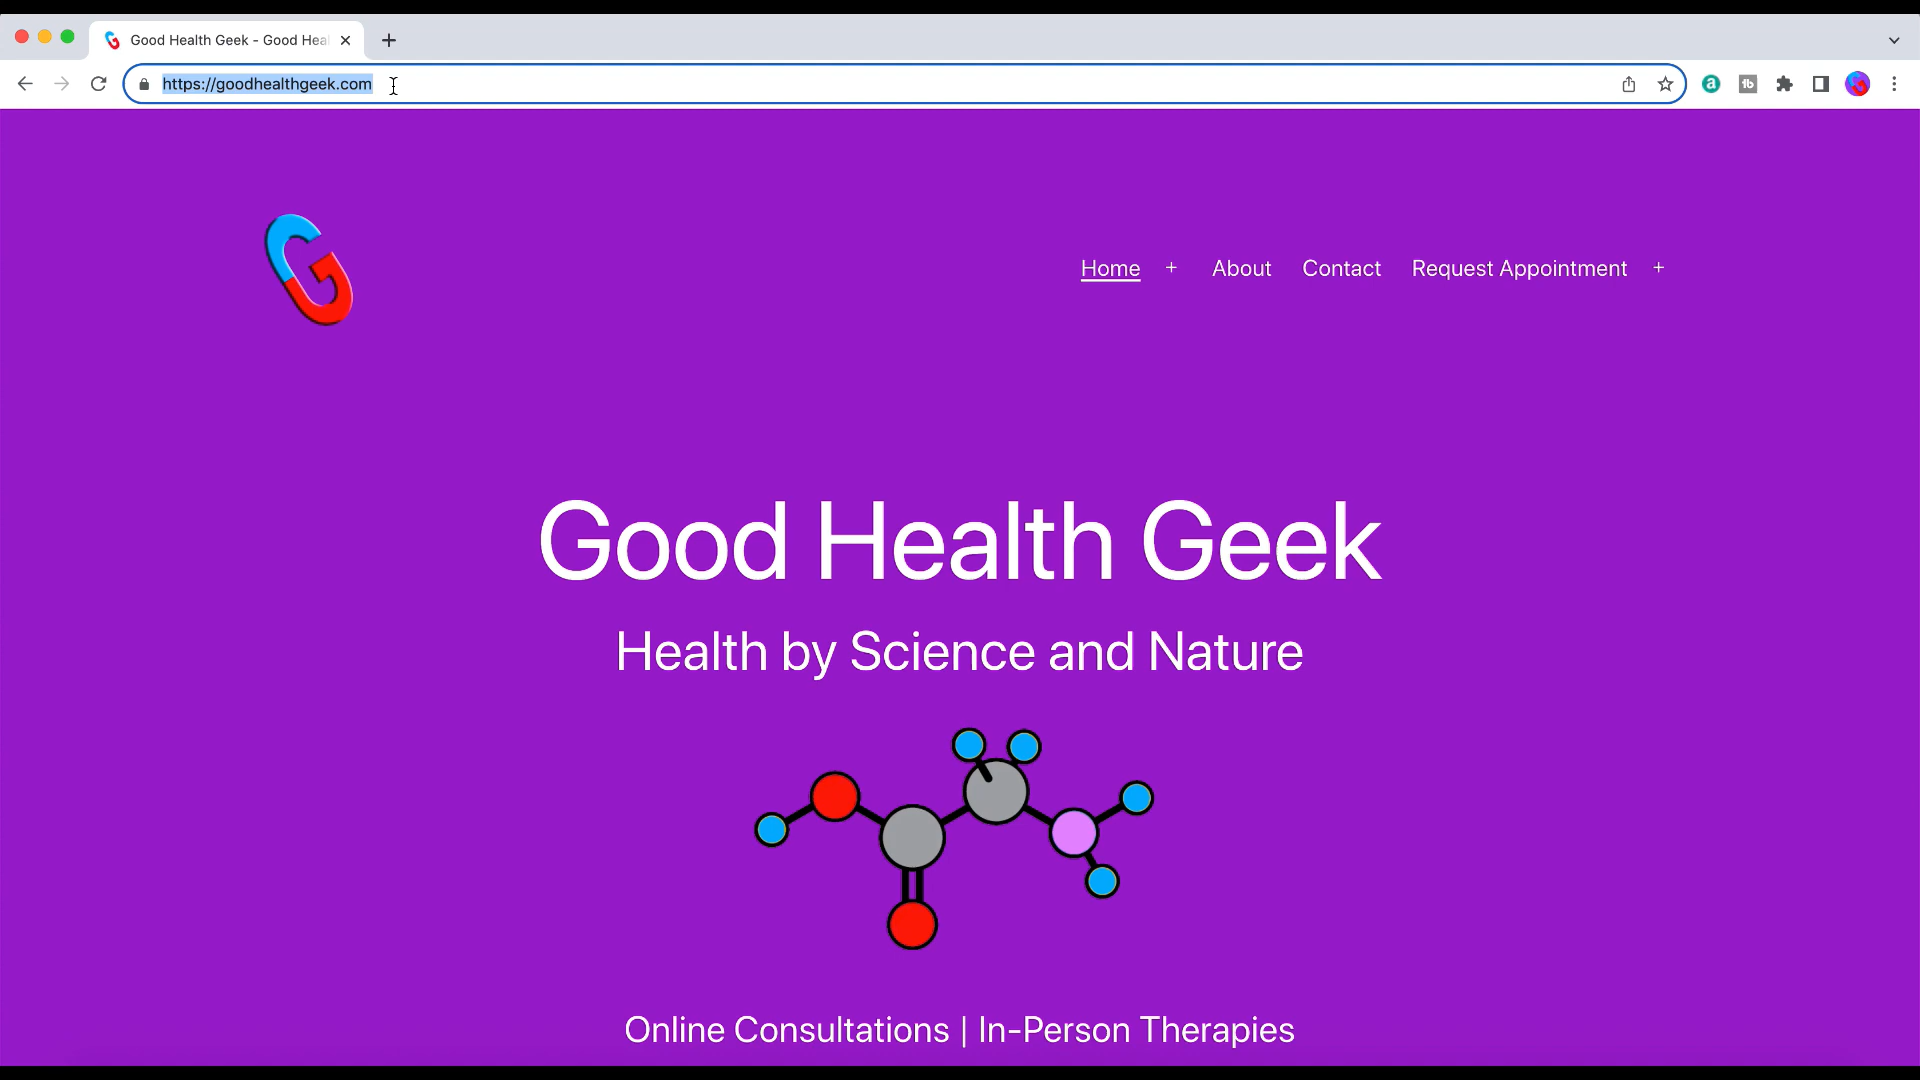 Good Health Geek - Good Hea
https://goodhealthgeek.com
Home + About Contact Request Appointment +
Good Health Geek
Health by Science and Nature
Online Consultations | In-Person Therapies